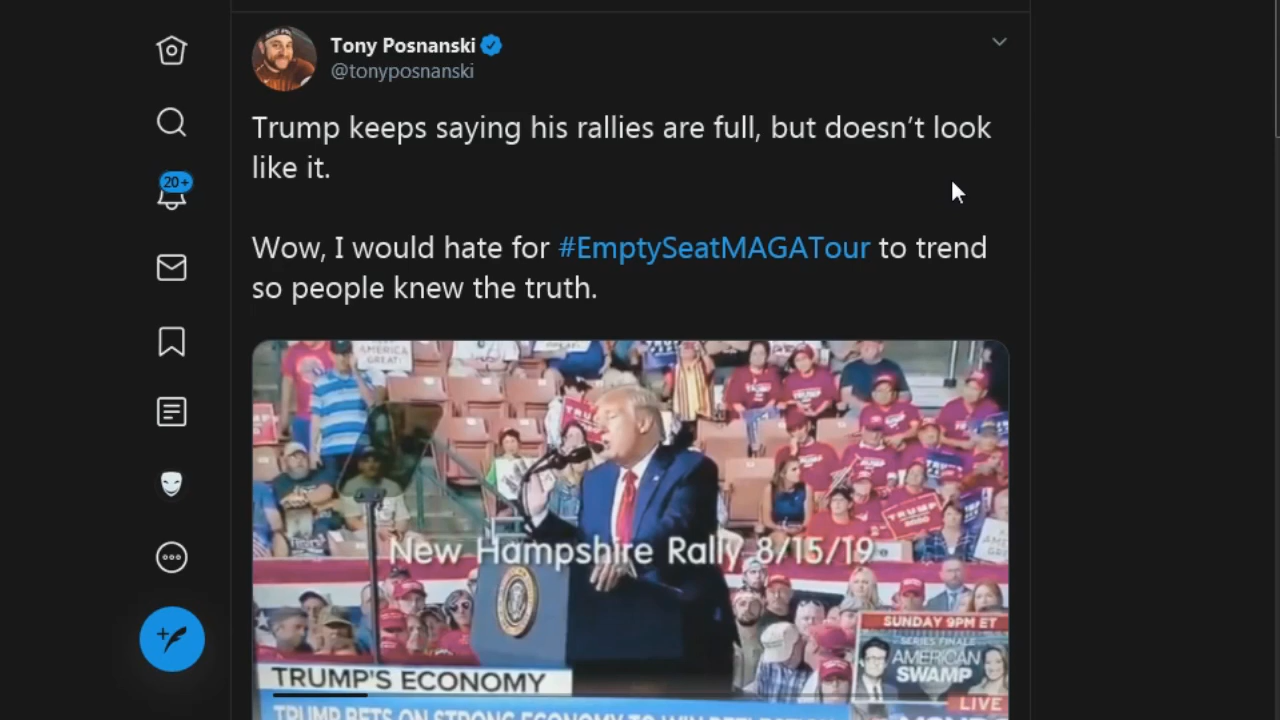 Tony Posnanski
@tonyposnanski
20+
Trump keeps saying his rallies are full, but doesn’t look
like it.
Wow, I would hate for #EmptySeatMAGATour to trend
so people knew the truth.
AMERICA
GREAT!
TRUMP
New Hampshire Rally 8/15/19
SUNDAY 9PM ET
SERIES FINALE
AMERICAN
SWAMP
TRUMP'S ECONOMY
LIVE
TRUMP BETS ON STRONG ECONOMY TO WIN REELECTION